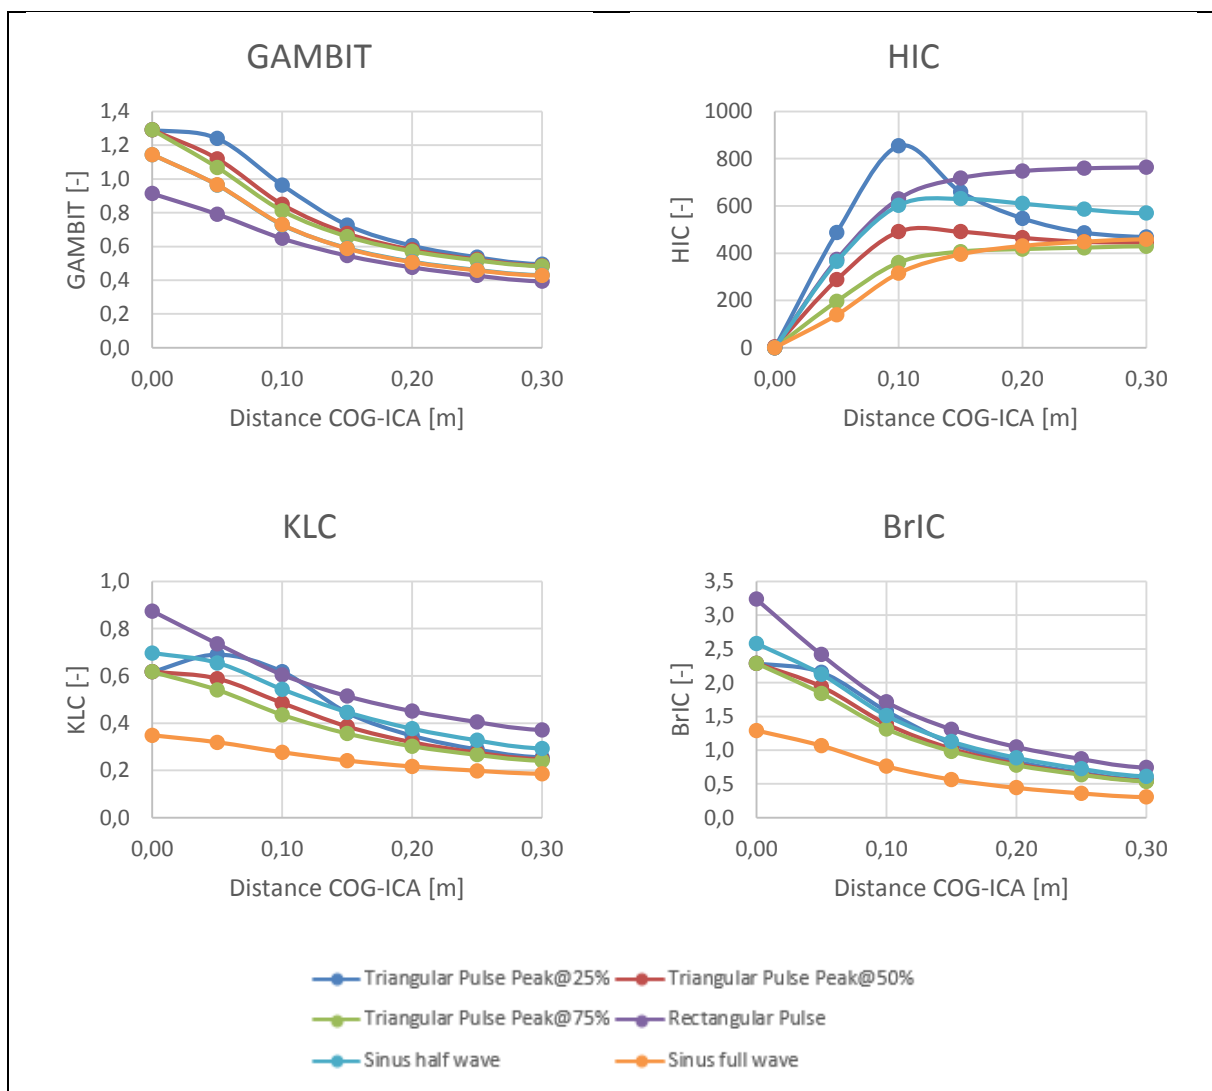 GAMBIT
GAMBIT [-]
1,4
1,2
1,0
0,8
0,6
0,4
0,2
0,0
0,00 0,10 0,20 0,30
Distance COG-ICA [m]
HIC
HIC [-]
1000
800
600
400
200
0
0,00 0,10 0,20 0,30
Distance COG-ICA [m]
KLC
KLC [-]
1,0
0,8
0,6
0,4
0,2
0,0
0,00 0,10 0,20 0,30
Distance COG-ICA [m]
BrIC
BrIC [-]
3,5
3,0
2,5
2,0
1,5
1,0
0,5
0,0
0,00 0,10 0,20 0,30
Distance COG-ICA [m]
Triangular Pulse Peak@25% Triangular Pulse Peak@50%
Triangular Pulse Peak@75% Rectangular Pulse
Sinus half wave Sinus full wave